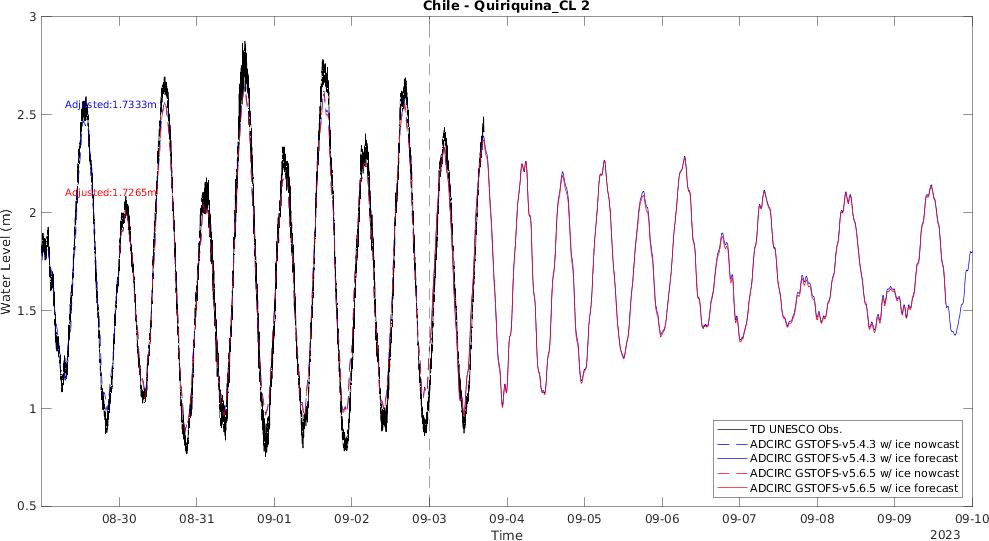 Chile - Quiriquina_CL 2
3
2.5
2
1.5
1
0.5
Water Level (m)
Adjusted:1.7333m
Adjusted:1.7265m
TD UNESCO Obs.
ADCIRC GSTOFS-v5.4.3 w/ ice nowcast
ADCIRC GSTOFS-v5.4.3 w/ ice forecast
ADCIRC GSTOFS-v5.6.5 w/ ice nowcast
ADCIRC GSTOFS-v5.6.5 w/ ice forecast
08-30 08-31 09-01 09-02 09-03 09-04 09-05 09-06 09-07 09-08 09-09 09-10
Time
2023